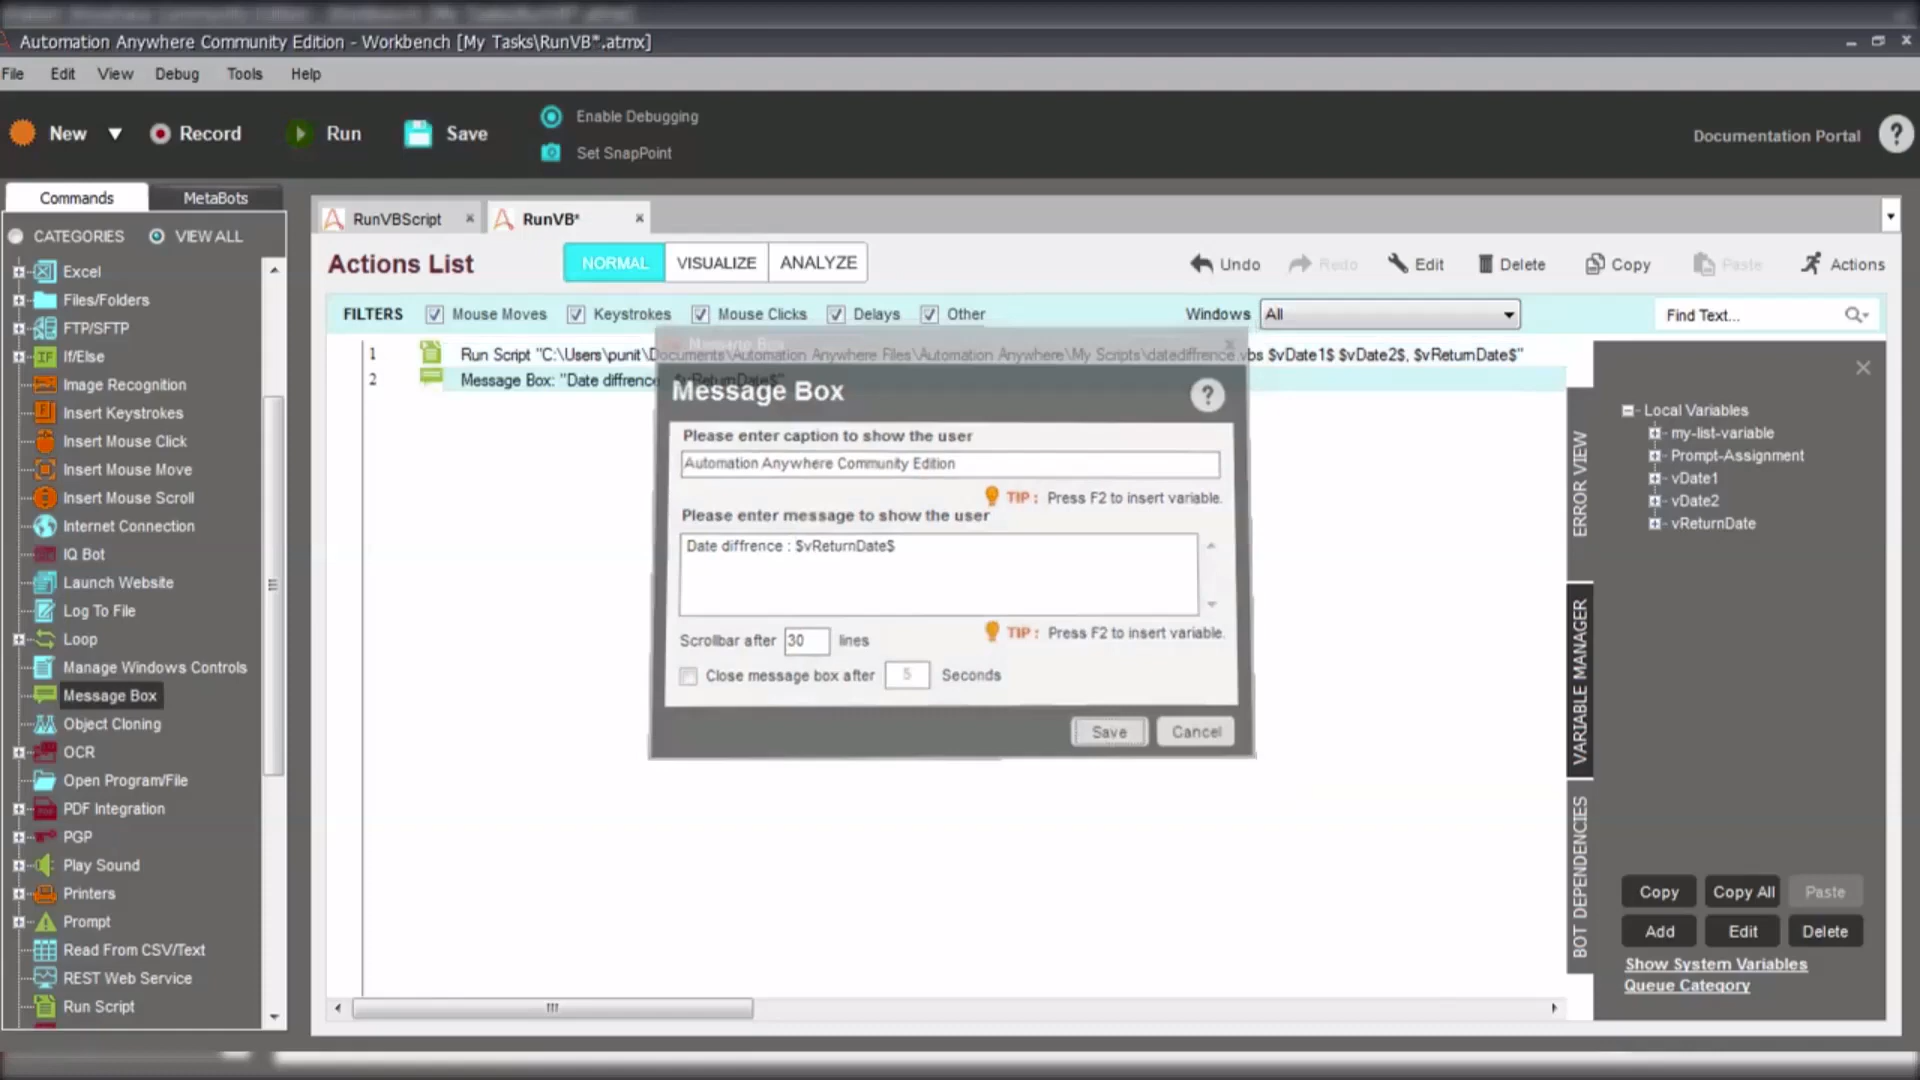 Automation Anywhere Community Edition - Workbench [My Tasks\RunVB*.atmx]
File Edit View Debug Tools Help
New Record Run Save
Enable Debugging
Set SnapPoint
Documentation Portal ?
Commands MetaBots
CATEGORIES VIEW ALL
Excel
Files/Folders
FTP/SFTP
If/Else
Image Recognition
Insert Keystrokes
Insert Mouse Click
Insert Mouse Move
Insert Mouse Scroll
Internet Connection
IQ Bot
Launch Website
Log To File
Loop
Manage Windows Controls
Message Box
Object Cloning
OCR
Open Program/File
PDF Integration
PGP
Play Sound
Printers
Prompt
Read From CSV/Text
REST Web Service
Run Script
RunVBScript RunVB*
Actions List NORMAL VISUALIZE ANALYZE
Undo Redo Edit Delete Copy Paste Actions
FILTERS Mouse Moves Keystrokes Mouse Clicks Delays Other Windows All Find Text...
1 Run Script "C:\Users\punit\Documents\Automation Anywhere Files\Automation Anywhere\My Scripts\datediffrence.vbs $vDate1$ $vDate2$, $vReturnDate$"
2 Message Box: "Date diffrence : $vReturnDate$"
Message Box
Message Box ?
Please enter caption to show the user
Automation Anywhere Community Edition
TIP : Press F2 to insert variable.
Please enter message to show the user
Date diffrence : $vReturnDate$
TIP : Press F2 to insert variable.
Scrollbar after 30 lines
Close message box after 5 Seconds
Save Cancel
ERROR VIEW
VARIABLE MANAGER
BOT DEPENDENCIES
Local Variables
my-list-variable
Prompt-Assignment
vDate1
vDate2
vReturnDate
Copy Copy All Paste
Add Edit Delete
Show System Variables
Queue Category